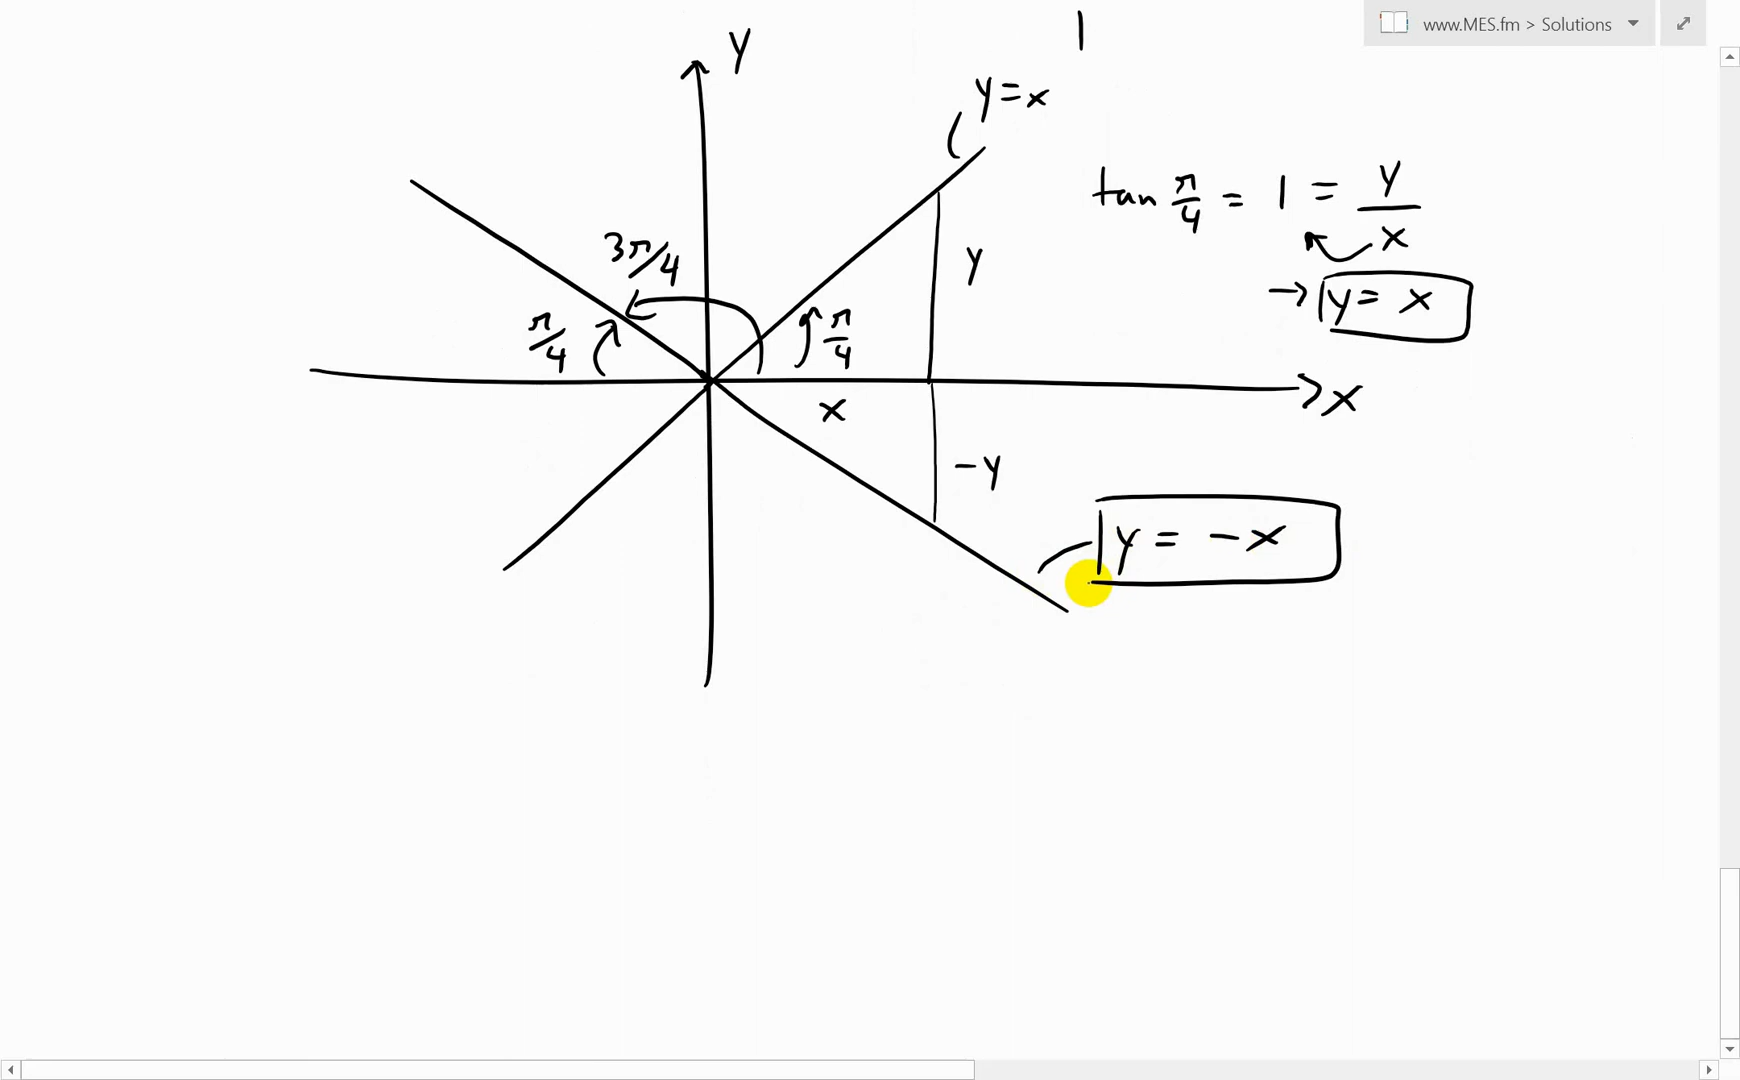 www.MES.fm > Solutions
1
y
y=x
tan π/4 = 1 = y/x
3π/4
y
→ y = x
π/4
π/4
x
x
-y
y = -x